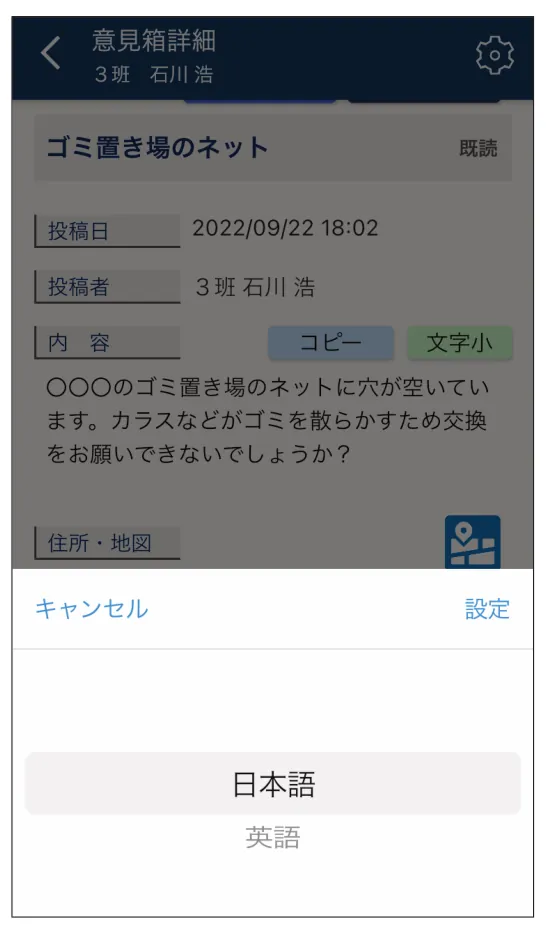 意見箱詳細
３班　石川 浩
ゴミ置き場のネット
既読
投稿日
2022/09/22 18:02
投稿者
３班 石川 浩
内　容
コピー
文字小
〇〇〇のゴミ置き場のネットに穴が空いてい
ます。カラスなどがゴミを散らかすため交換
をお願いできないでしょうか？
住所・地図
キャンセル
設定
日本語
英語